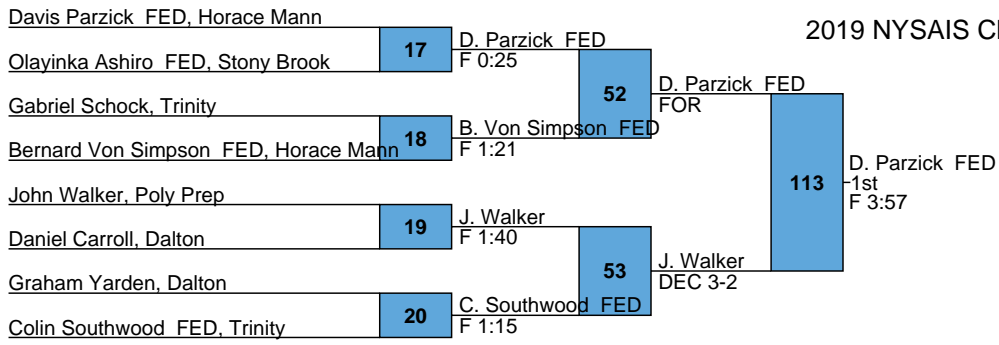 Davis Parzick  FED, Horace Mann
2019 NYSAIS C
17
D. Parzick  FED
F 0:25
Olayinka Ashiro  FED, Stony Brook
52
D. Parzick  FED
FOR
Gabriel Schock, Trinity
18
B. Von Simpson  FED
F 1:21
Bernard Von Simpson  FED, Horace Mann
113
D. Parzick  FED
1st
F 3:57
John Walker, Poly Prep
19
J. Walker
F 1:40
Daniel Carroll, Dalton
53
J. Walker
DEC 3-2
Graham Yarden, Dalton
20
C. Southwood  FED
F 1:15
Colin Southwood  FED, Trinity